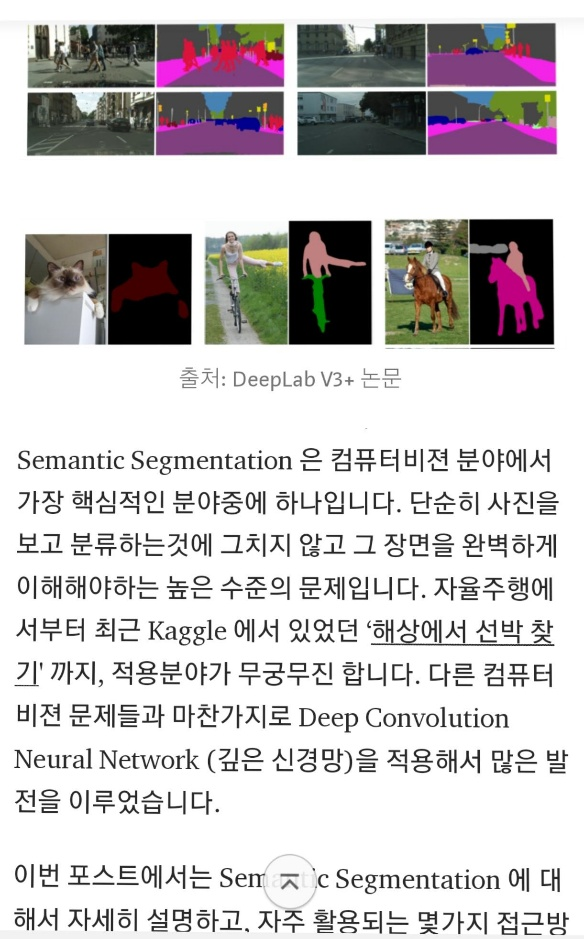 출처: DeepLab V3+ 논문
Semantic Segmentation 은 컴퓨터비젼 분야에서
가장 핵심적인 분야중에 하나입니다. 단순히 사진을
보고 분류하는것에 그치지 않고 그 장면을 완벽하게
이해해야하는 높은 수준의 문제입니다. 자율주행에
서부터 최근 Kaggle 에서 있었던 ‘해상에서 선박 찾
기' 까지, 적용분야가 무궁무진 합니다. 다른 컴퓨터
비젼 문제들과 마찬가지로 Deep Convolution
Neural Network (깊은 신경망)을 적용해서 많은 발
전을 이루었습니다.
이번 포스트에서는 Semantic Segmentation 에 대
해서 자세히 설명하고, 자주 활용되는 몇가지 접근방